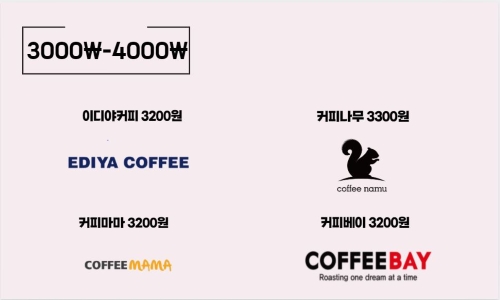 3000₩-4000₩
이디야커피 3200원
커피나무 3300원
EDIYA COFFEE
coffee namu
커피마마 3200원
커피베이 3200원
COFFEE MAMA
COFFEEBAY
Roasting one dream at a time